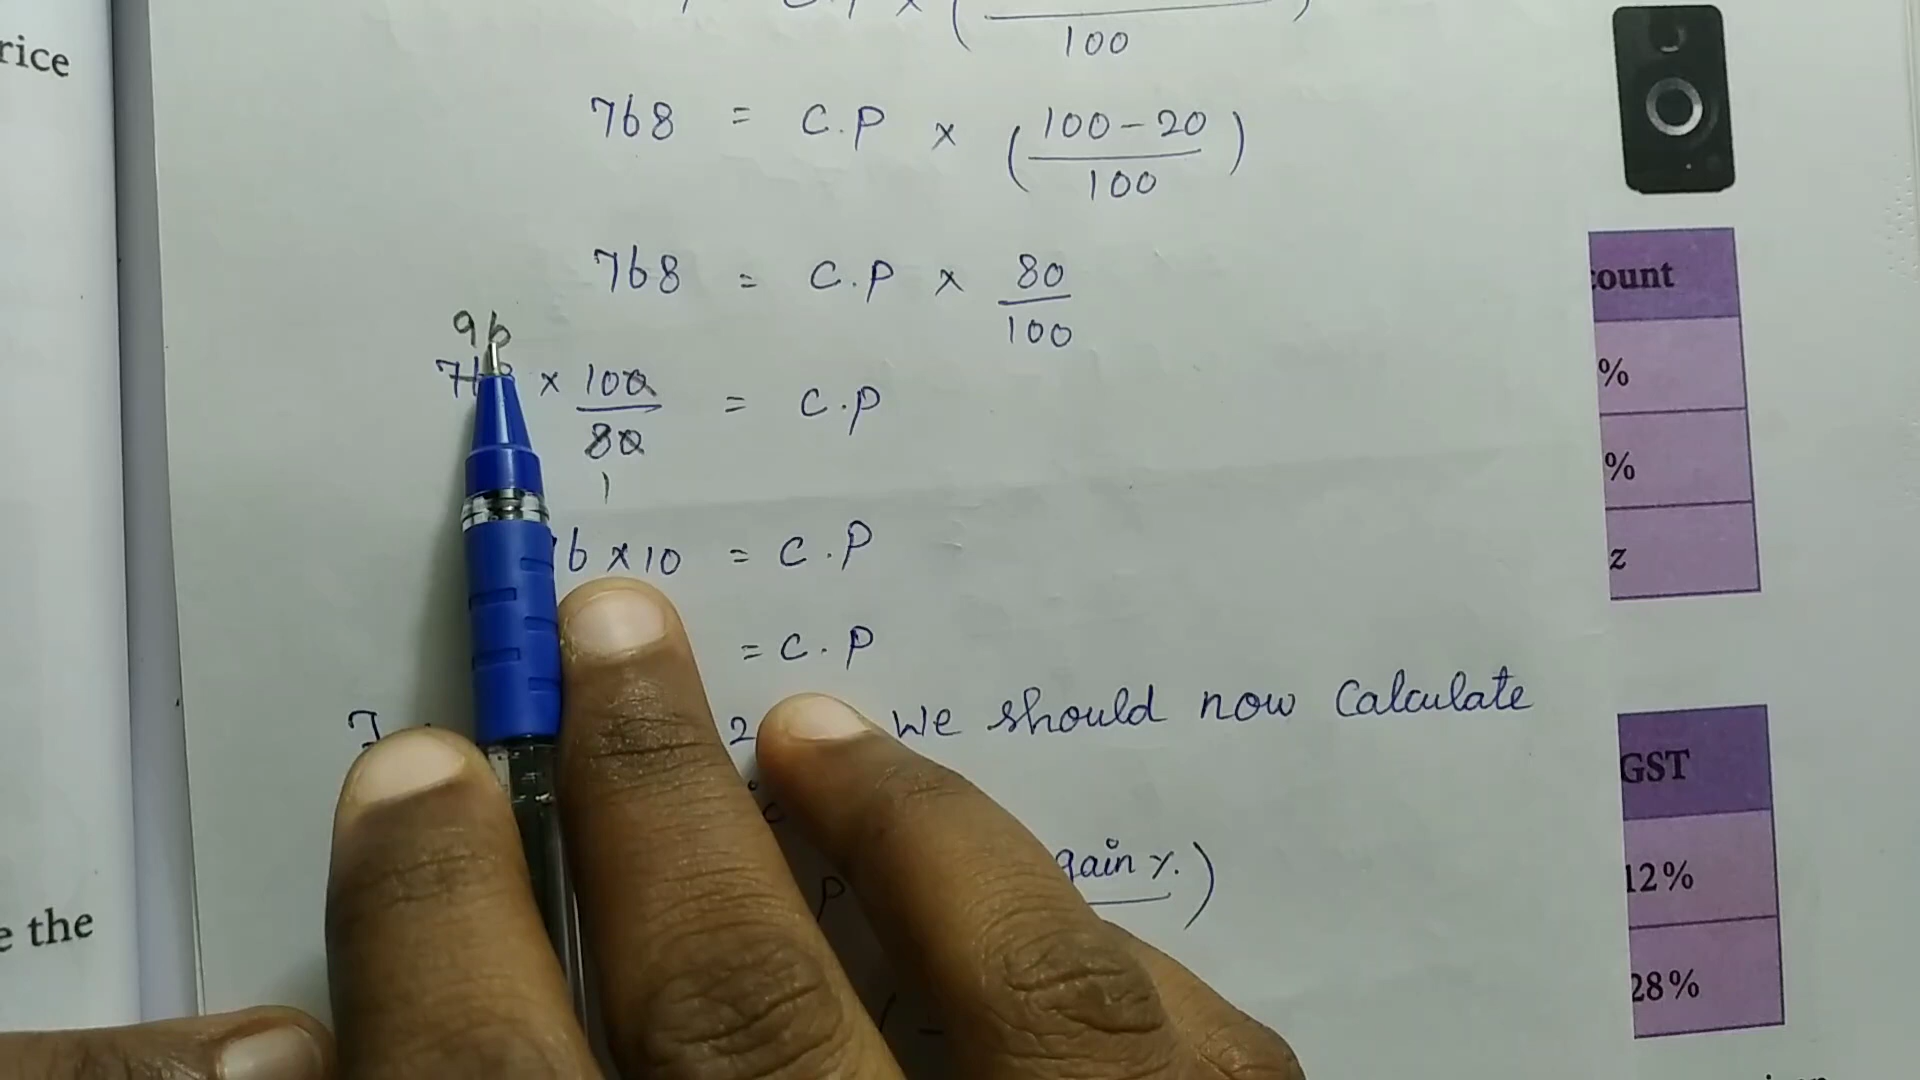 rice
100
768 = C.P × (100 - 20 / 100)
768 = C.P × 80 / 100
96
× 100 / 80 = C.P
1
6 × 10 = C.P
= C.P
2 We should now Calculate
gain %.)
P
e the
count
%
%
z
GST
12%
28%